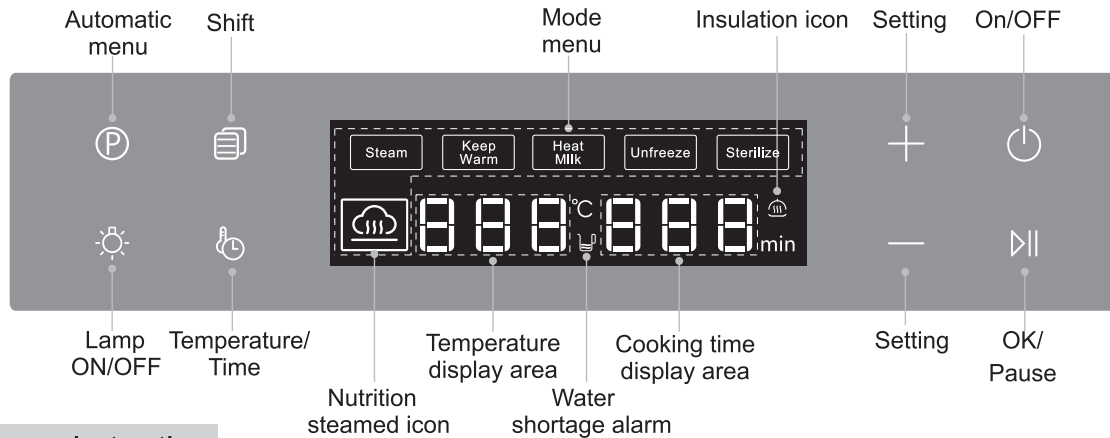 Automatic
menu
Shift
Mode
menu
Insulation icon
Setting
On/OFF
P
Steam
Keep
Warm
Heat
MIlk
Unfreeze
Sterilize
888
°C
888
min
Lamp
ON/OFF
Temperature/
Time
Temperature
display area
Cooking time
display area
Setting
OK/
Pause
Nutrition
steamed icon
Water
shortage alarm